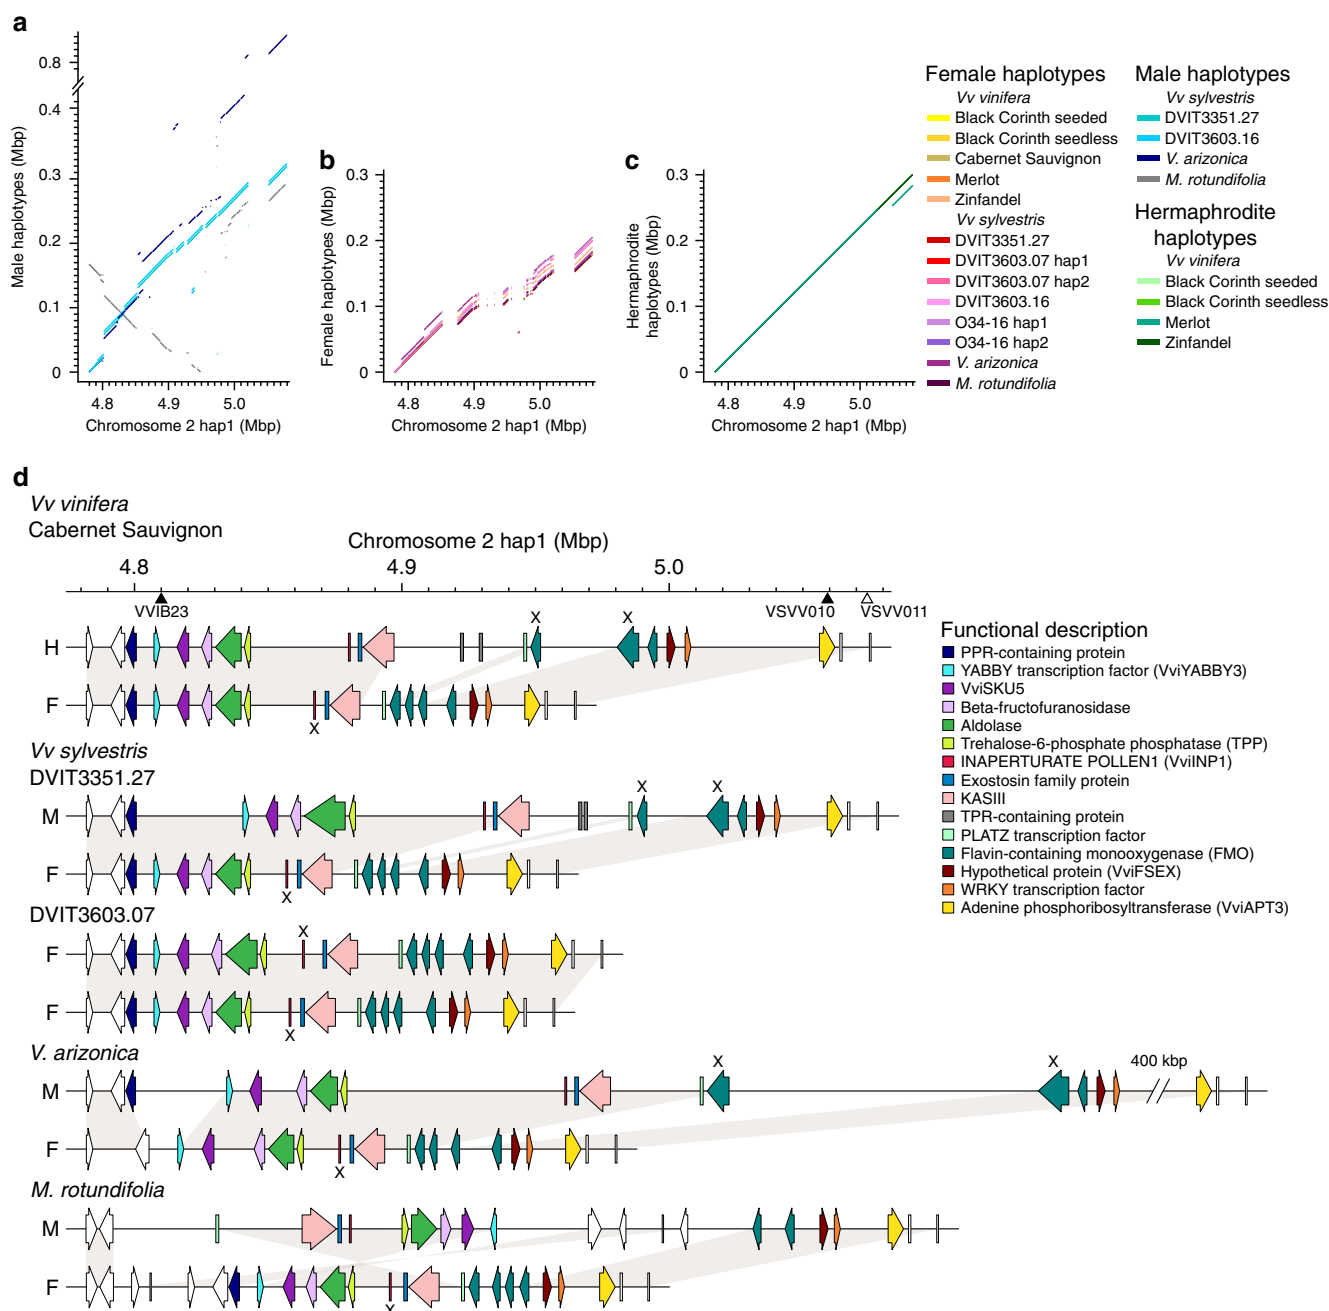 a
0.8
0.4
0.3
0.2
0.1
0
Male haplotypes (Mbp)
4.8 4.9 5.0
Chromosome 2 hap1 (Mbp)
b
0.3
0.2
0.1
0
Female haplotypes (Mbp)
4.8 4.9 5.0
Chromosome 2 hap1 (Mbp)
c
0.3
0.2
0.1
0
Hermaphrodite
haplotypes (Mbp)
4.8 4.9 5.0
Chromosome 2 hap1 (Mbp)
Female haplotypes
Vv vinifera
Black Corinth seeded
Black Corinth seedless
Cabernet Sauvignon
Merlot
Zinfandel
Vv sylvestris
DVIT3351.27
DVIT3603.07 hap1
DVIT3603.07 hap2
DVIT3603.16
O34-16 hap1
O34-16 hap2
V. arizonica
M. rotundifolia
Male haplotypes
Vv sylvestris
DVIT3351.27
DVIT3603.16
V. arizonica
M. rotundifolia
Hermaphrodite
haplotypes
Vv vinifera
Black Corinth seeded
Black Corinth seedless
Merlot
Zinfandel
d
Vv vinifera
Cabernet Sauvignon
Chromosome 2 hap1 (Mbp)
4.8 4.9 5.0
VVIB23 VSVV010 VSVV011
X X
H
F
X
Vv sylvestris
DVIT3351.27
X X
M
F
X
DVIT3603.07
X
F
F
X
V. arizonica
X X 400 kbp
M
F
X
M. rotundifolia
M
F
X
Functional description
PPR-containing protein
YABBY transcription factor (VviYABBY3)
VviSKU5
Beta-fructofuranosidase
Aldolase
Trehalose-6-phosphate phosphatase (TPP)
INAPERTURATE POLLEN1 (VviINP1)
Exostosin family protein
KASIII
TPR-containing protein
PLATZ transcription factor
Flavin-containing monooxygenase (FMO)
Hypothetical protein (VviFSEX)
WRKY transcription factor
Adenine phosphoribosyltransferase (VviAPT3)